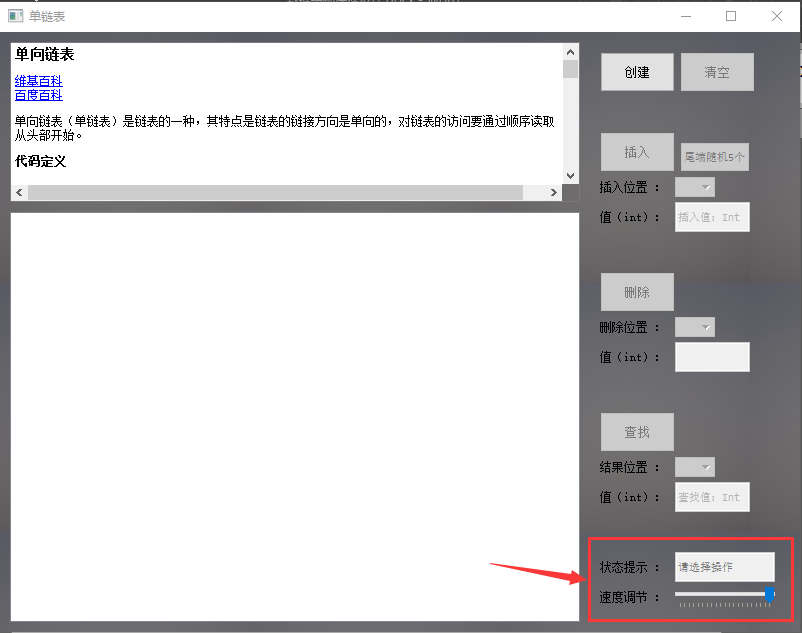 单链表
单向链表
维基百科
百度百科
单向链表（单链表）是链表的一种，其特点是链表的链接方向是单向的，对链表的访问要通过顺序读取
从头部开始。
代码定义
创建
清空
插入
尾端随机5个
插入位置：
值（int）：
插入值：Int
删除
删除位置：
值（int）：
查找
结果位置：
值（int）：
查找值：Int
状态提示：
请选择操作
速度调节：